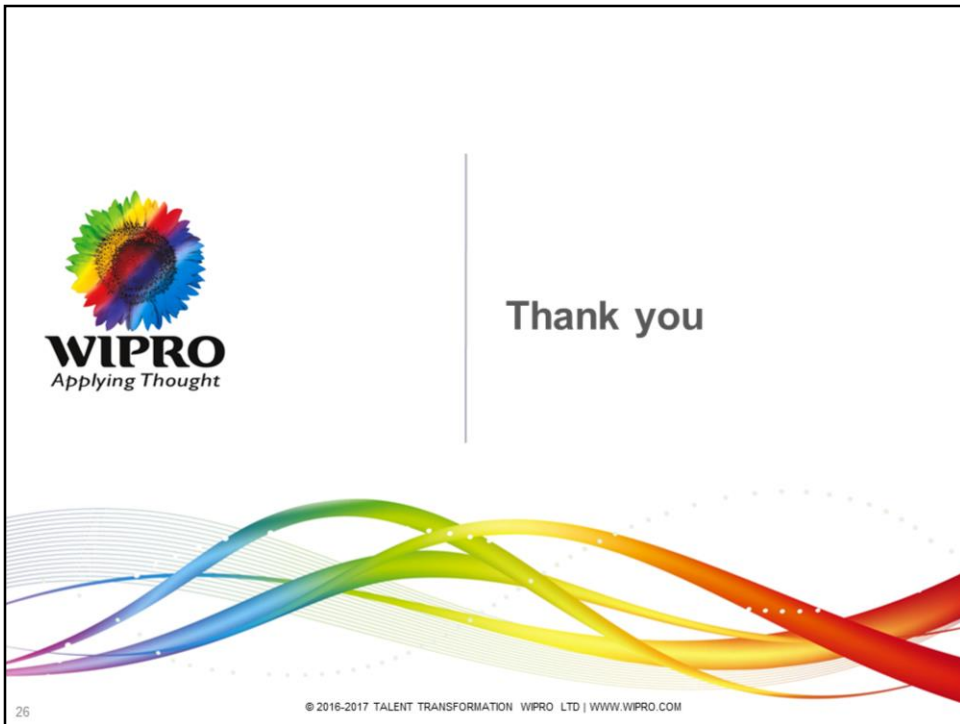 WIPRO
Applying Thought
Thank you
26
© 2016-2017 TALENT TRANSFORMATION WIPRO LTD | WWW.WIPRO.COM